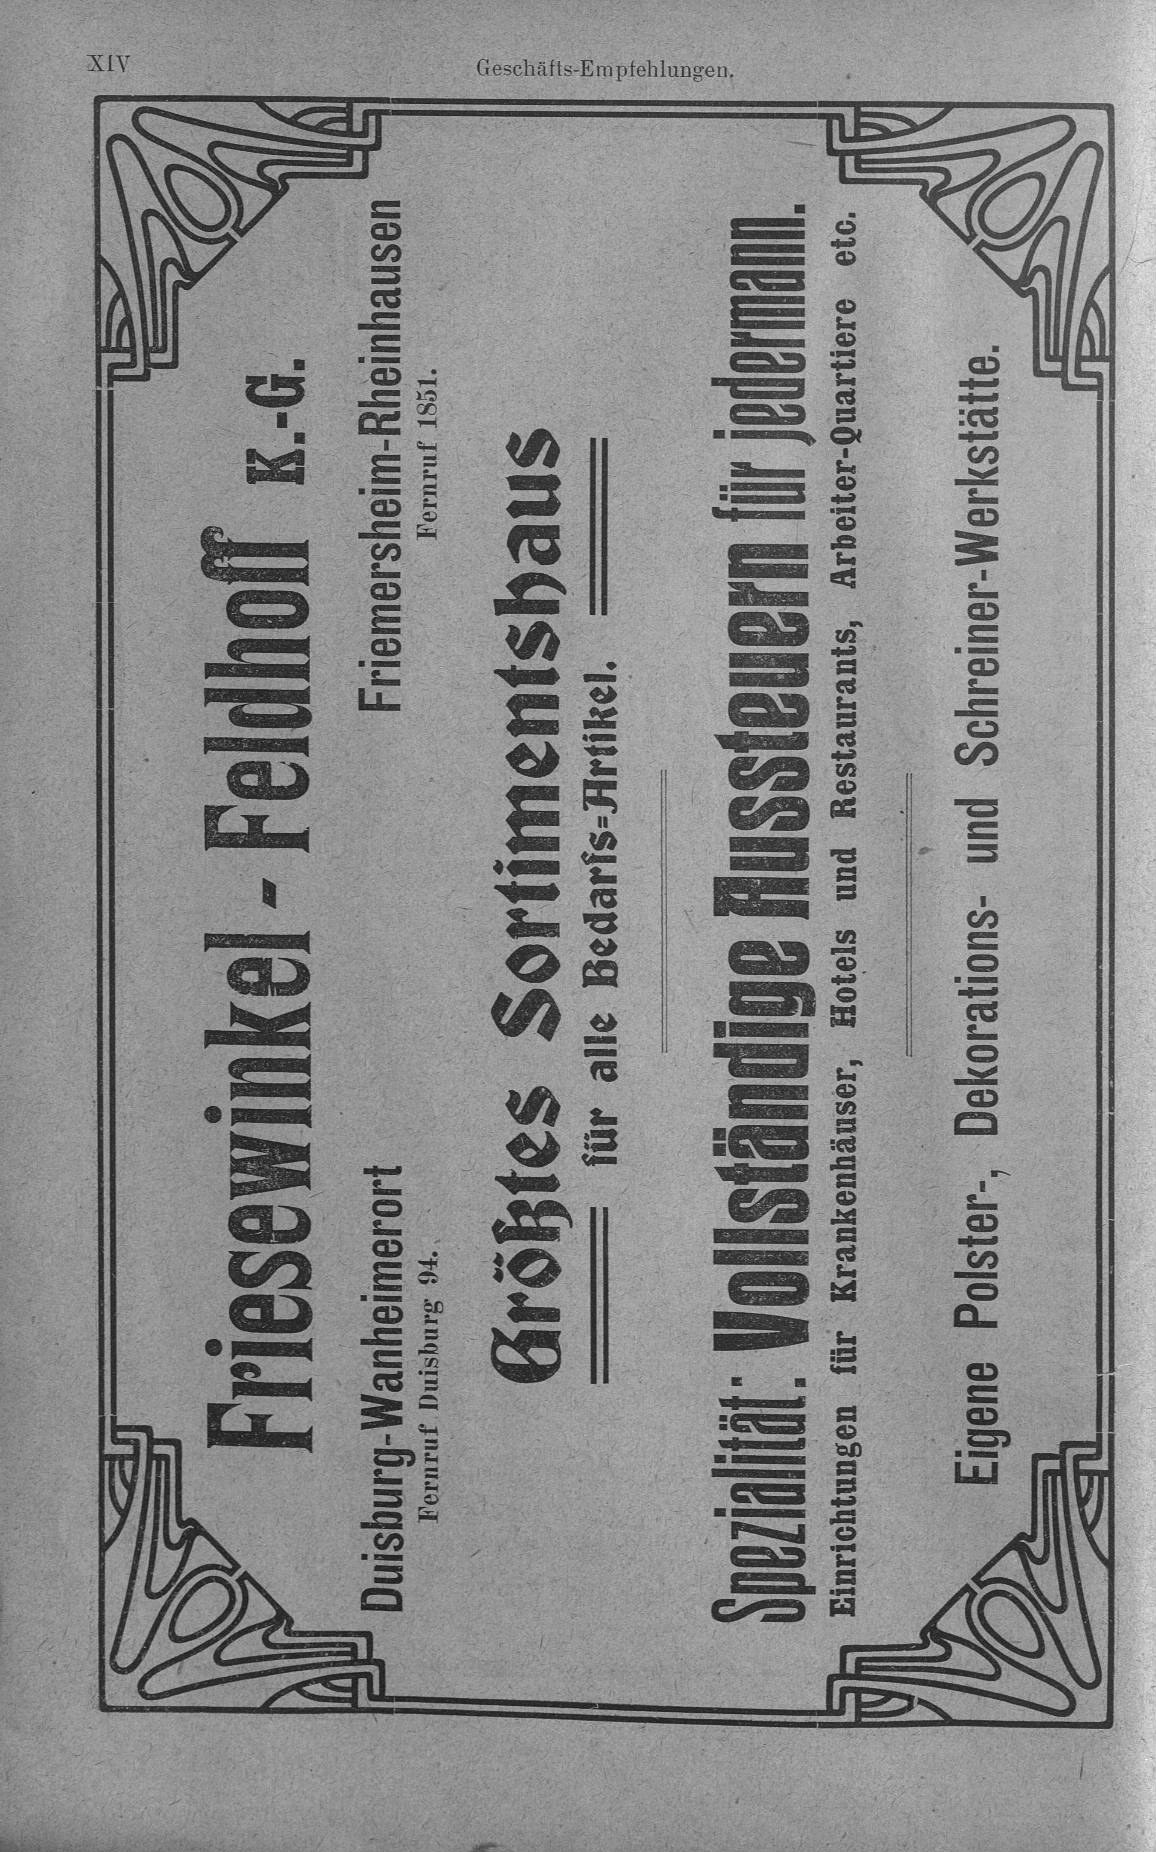 XIV
Geschäfts-Empfehlungen.
Friesewinkel-Feldhoff K.-G.
Duisburg-Wanheimerort Friemersheim-Rheinhausen
Fernruf Duisburg 94. Fernruf 1851.
Größtes Sortimentshaus
für alle Bedarfs-Artikel.
Spezialität: Vollständige Aussteuern für jedermann.
Einrichtungen für Krankenhäuser, Hotels und Restaurants, Arbeiter-Quartiere etc.
Eigene Polster-, Dekorations- und Schreiner-Werkstätte.